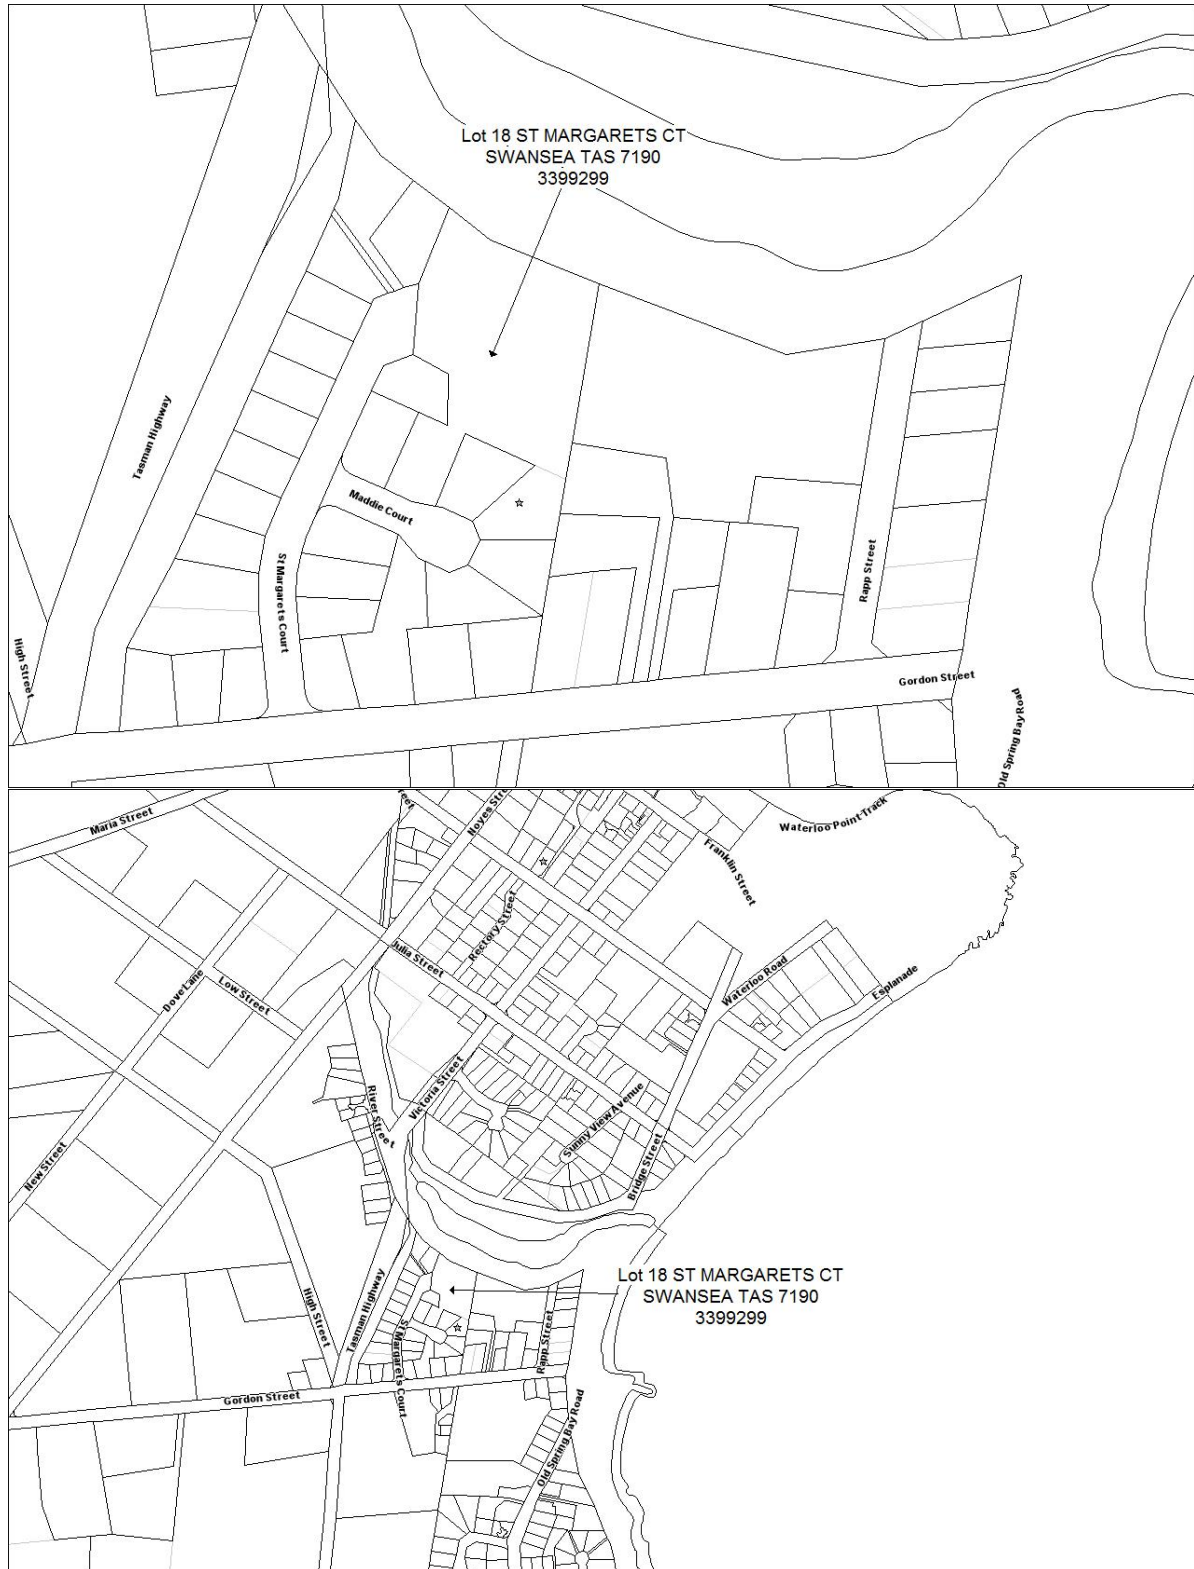 Lot 18 ST MARGARETS CT
SWANSEA TAS 7190
3399299
Tasman Highway
Maddie Court
St Margarets Court
Rapp Street
High Street
Gordon Street
Old Spring Bay Road
Maria Street
Noyes Stre
Waterloo Point Track
Franklin Street
Rectory Street
Julia Street
Waterloo Road
Esplanade
Dove Lane
Low Street
Victoria Street
River Street
Sunny View Avenue
New Street
Bridge Street
Lot 18 ST MARGARETS CT
SWANSEA TAS 7190
3399299
High Street
Tasman Highway
St Margarets Court
Rapp Street
Gordon Street
Old Spring Bay Road